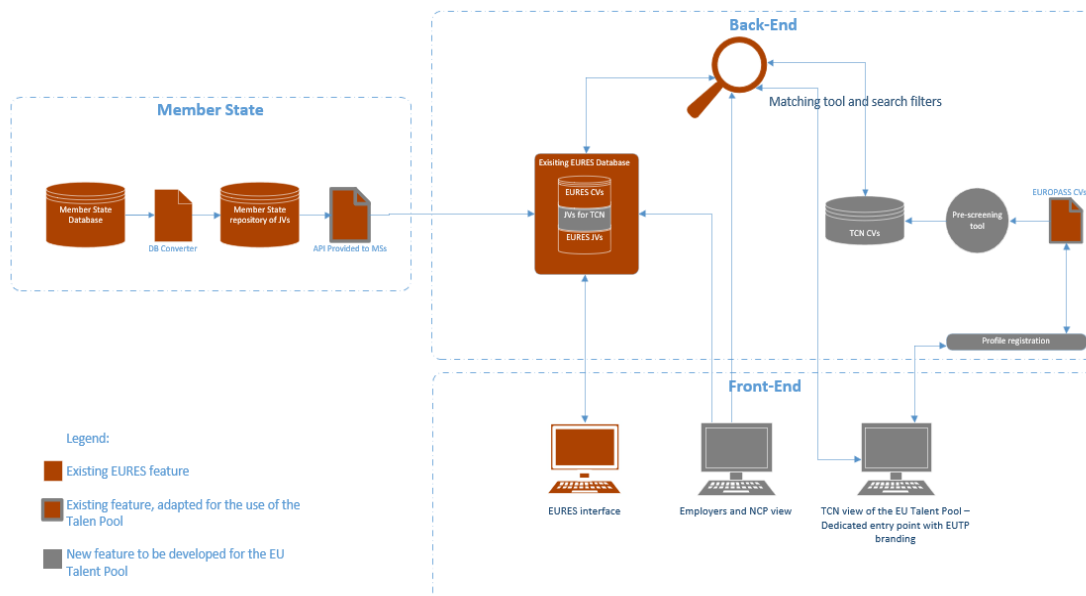 Back-End
Member State
Matching tool and search filters
Exisiting EURES Database
EURES CVs
JVs for TCN
EURES JVs
Member State
Database
DB Converter
Member State
repository of JVs
API Provided to MSs
TCN CVs
Pre-screening
tool
EUROPASS CVs
Profile registration
Front-End
EURES interface
Employers and NCP view
TCN view of the EU Talent Pool –
Dedicated entry point with EUTP
branding
Legend:
Existing EURES feature
Existing feature, adapted for the use of the
Talen Pool
New feature to be developed for the EU
Talent Pool